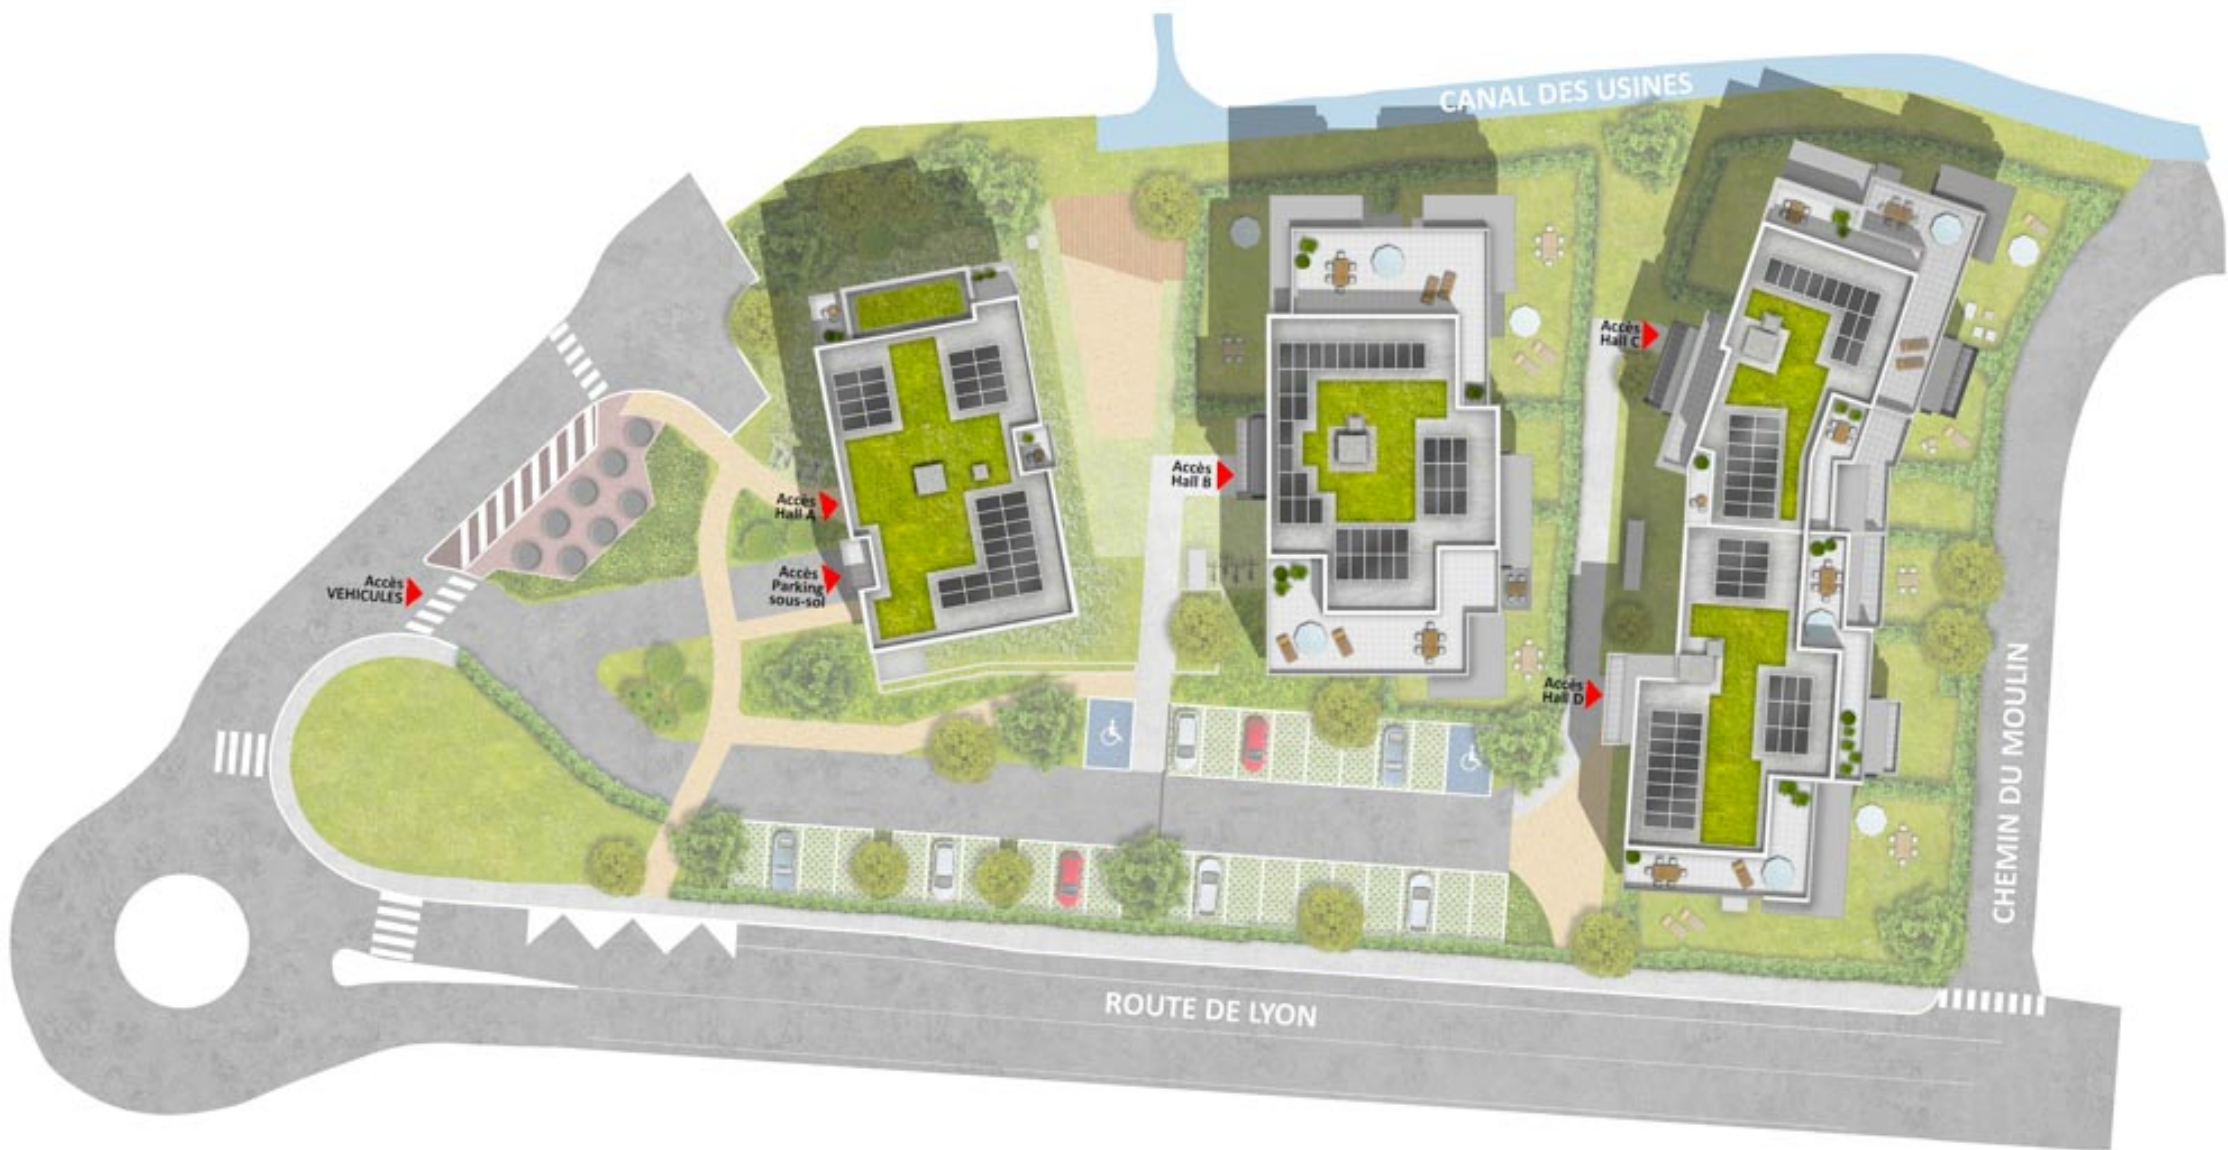 CANAL DES USINES
Accès
Hall C
Accès
Hall B
Accès
Hall A
Accès
Parking
sous-sol
Accès
VEHICULES
Accès
Hall D
CHEMIN DU MOULIN
ROUTE DE LYON